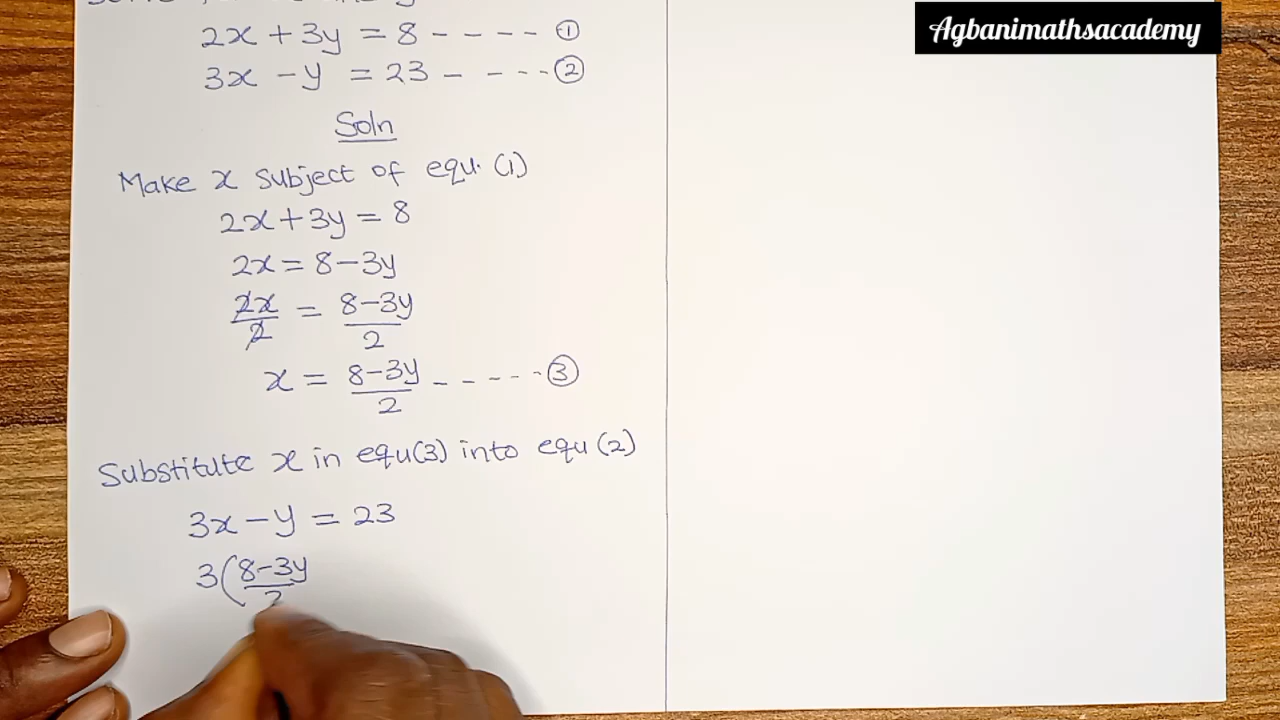 Agbanimathsacademy
2x + 3y = 8 - - - - ①
3x - y = 23 - - - - - ②
Soln
Make x subject of equ. (1)
2x + 3y = 8
2x = 8 - 3y
2x/2 = 8-3y/2
x = 8-3y/2 - - - - - ③
Substitute x in equ(3) into equ (2)
3x - y = 23
3(8-3y/2